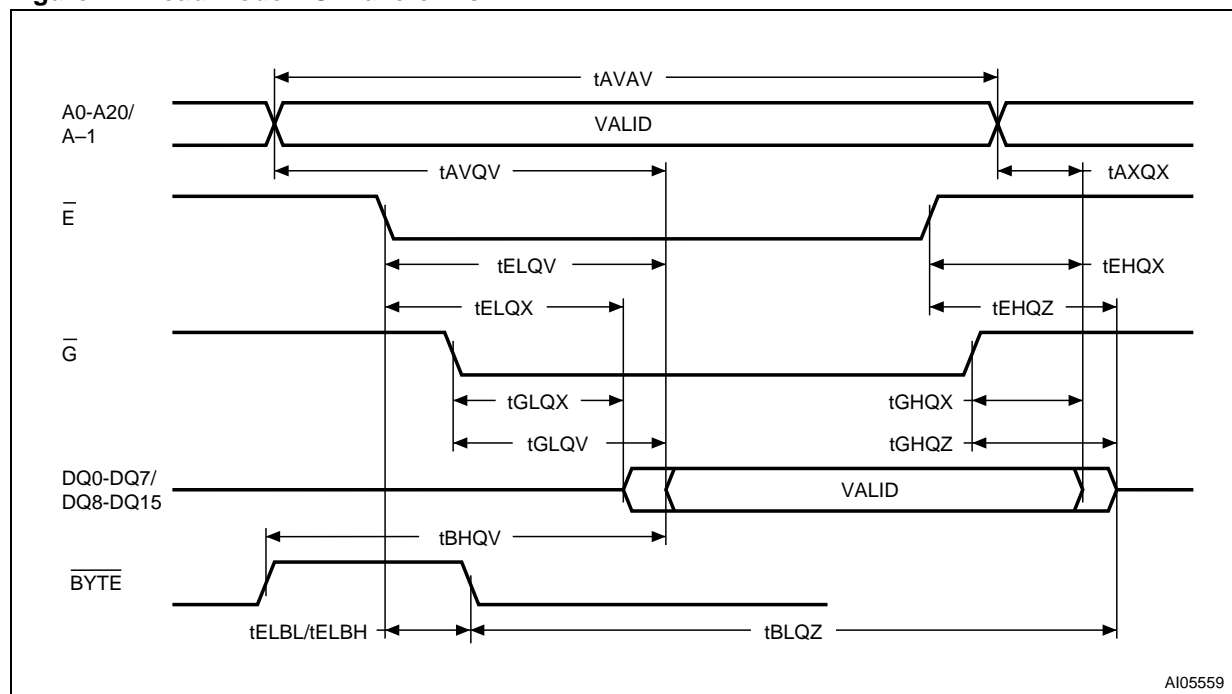 tAVAV
A0-A20/
A–1
VALID
tAVQV
tAXQX
E
tELQV
tEHQX
tELQX
tEHQZ
G
tGLQX
tGHQX
tGLQV
tGHQZ
DQ0-DQ7/
DQ8-DQ15
VALID
tBHQV
BYTE
tELBL/tELBH
tBLQZ
AI05559